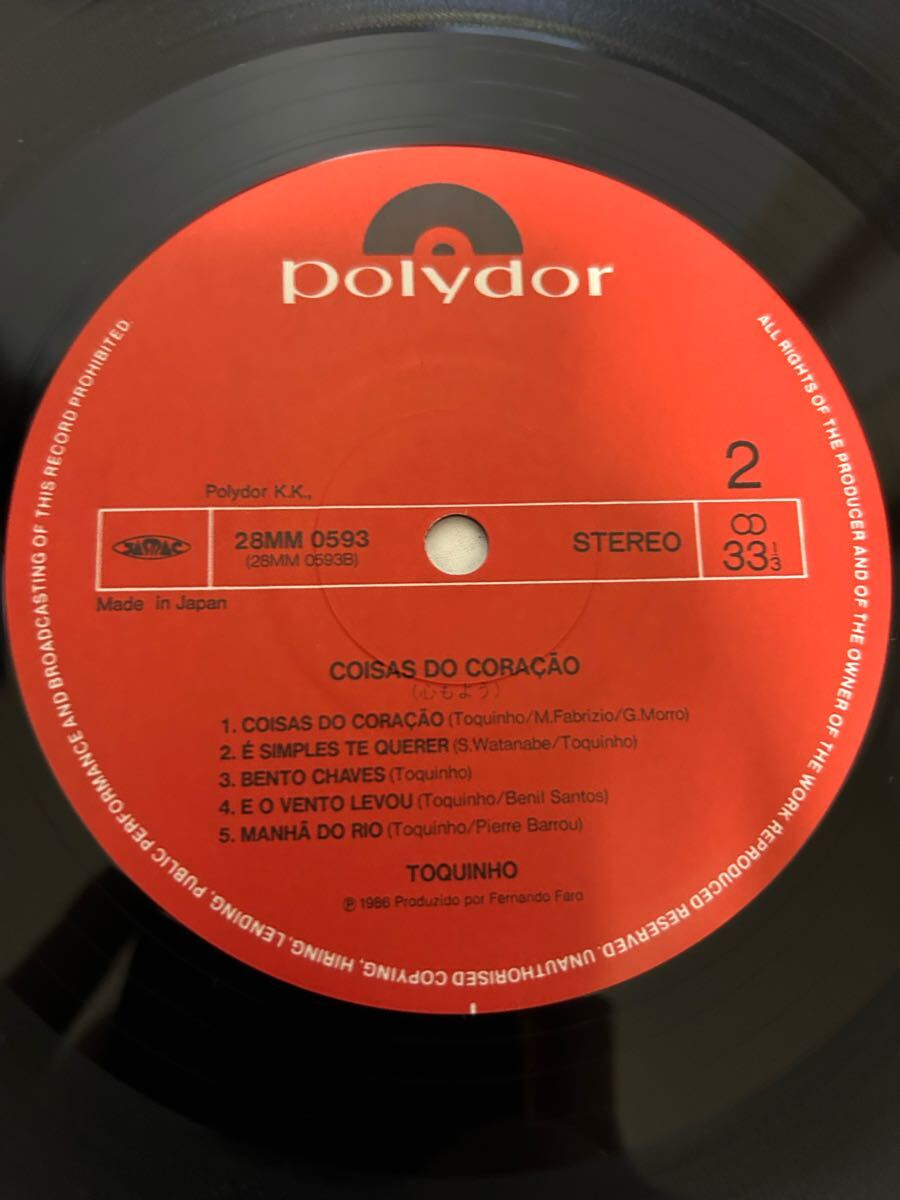 polydor
2
Polydor K.K.,
JASRAC
28MM 0593
(28MM 0593B)
STEREO
33 1/3
Made in Japan
COISAS DO CORAÇÃO
(心もよう)
1. COISAS DO CORAÇÃO (Toquinho/M.Fabrizio/G.Morro)
2. É SIMPLES TE QUERER (S.Watanabe/Toquinho)
3. BENTO CHAVES (Toquinho)
4. E O VENTO LEVOU (Toquinho/Benil Santos)
5. MANHÃ DO RIO (Toquinho/Pierre Barrou)
TOQUINHO
℗ 1986 Produzido por Fernando Faro
ALL RIGHTS OF THE PRODUCER AND OF THE OWNER OF THE WORK REPRODUCED RESERVED. UNAUTHORISED COPYING, HIRING, LENDING, PUBLIC PERFORMANCE AND BROADCASTING OF THIS RECORD PROHIBITED.